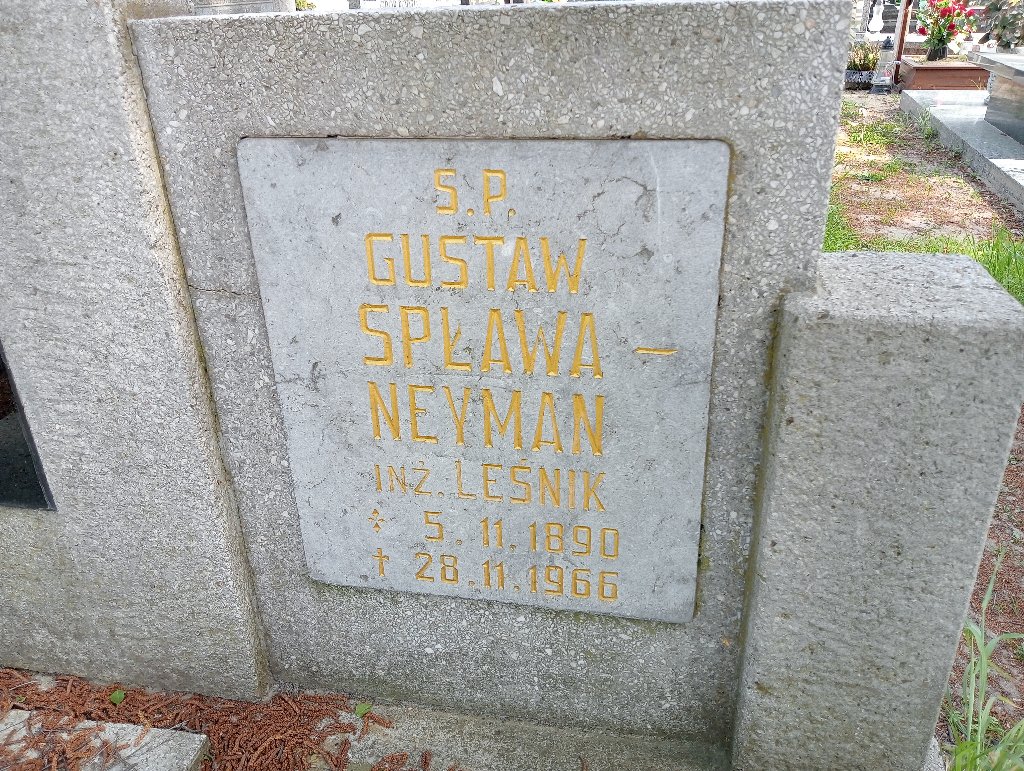 S.P.
GUSTAW
SPŁAWA –
NEYMAN
INŻ. LEŚNIK
5.11.1890
† 28.11.1966